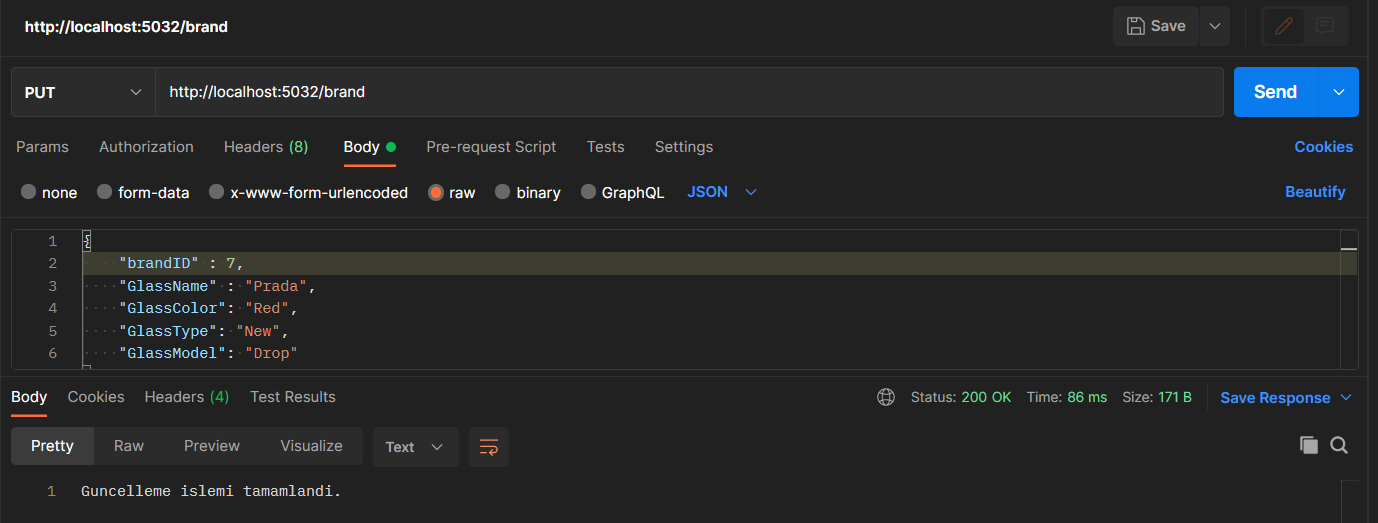 http://localhost:5032/brand
Save
PUT
http://localhost:5032/brand
Send
Params Authorization Headers (8) Body Pre-request Script Tests Settings Cookies
none form-data x-www-form-urlencoded raw binary GraphQL JSON Beautify
1 {
2 "brandID" : 7,
3 "GlassName" : "Prada",
4 "GlassColor": "Red",
5 "GlassType": "New",
6 "GlassModel": "Drop"
Body Cookies Headers (4) Test Results Status: 200 OK Time: 86 ms Size: 171 B Save Response
Pretty Raw Preview Visualize Text
1 Guncelleme islemi tamamlandi.